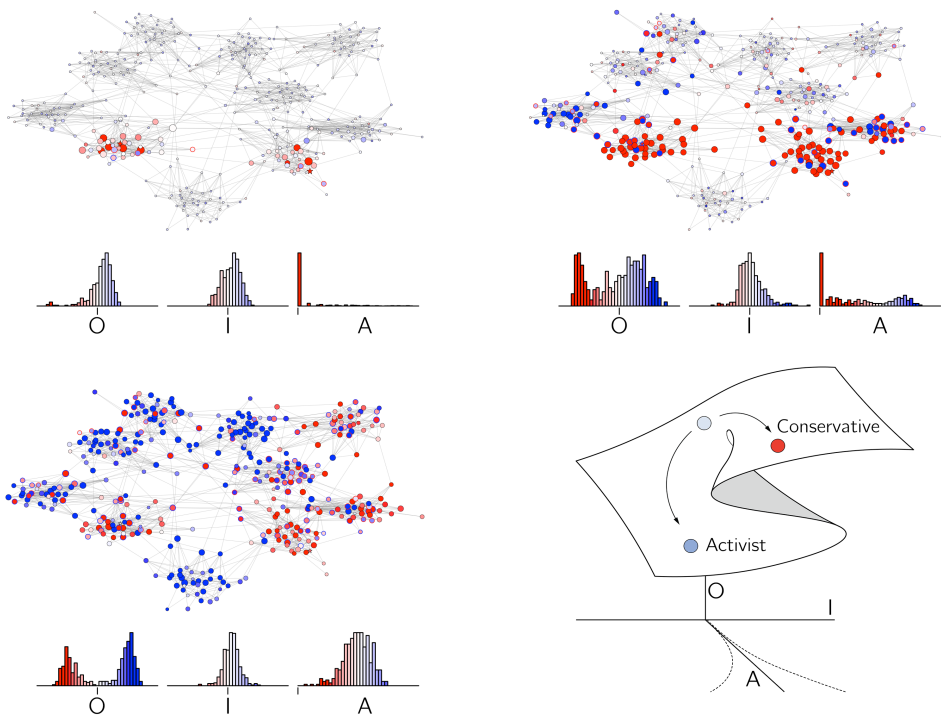 O I A
O I A
O I A
Conservative
Activist
O
I
A